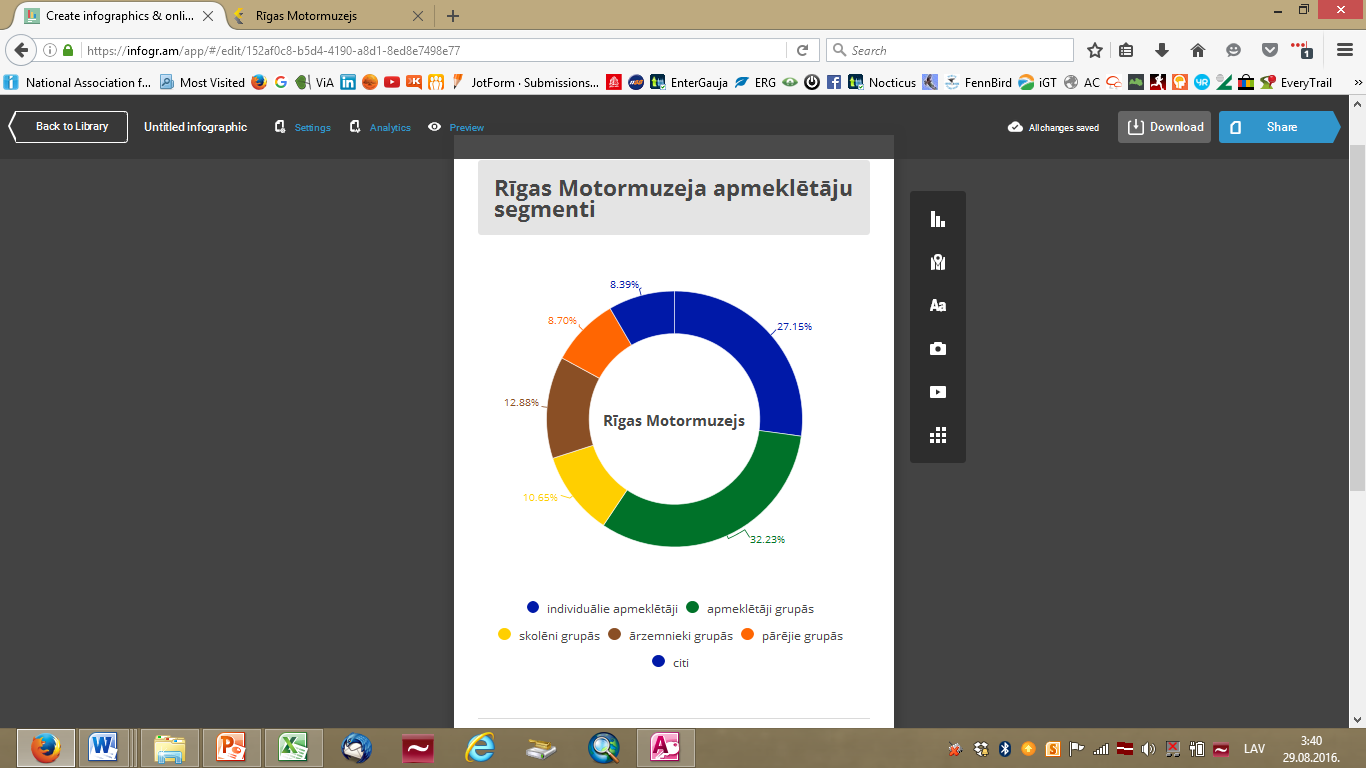 Create infographics & onli...
Rīgas Motormuzejs
https://infogr.am/app/#/edit/152af0c8-b5d4-4190-a8d1-8ed8e7498e77
Search
National Association f... Most Visited ViA JotForm · Submissions... EnterGauja ERG Nocticus FennBird iGT AC EveryTrail
Back to Library Untitled infographic Settings Analytics Preview All changes saved Download Share
Rīgas Motormuzeja apmeklētāju
segmenti
Aa
8.39%
27.15%
8.70%
12.88%
Rīgas Motormuzejs
10.65%
32.23%
individuālie apmeklētāji apmeklētāji grupās
skolēni grupās ārzemnieki grupās pārējie grupās
citi
LAV
3:40
29.08.2016.